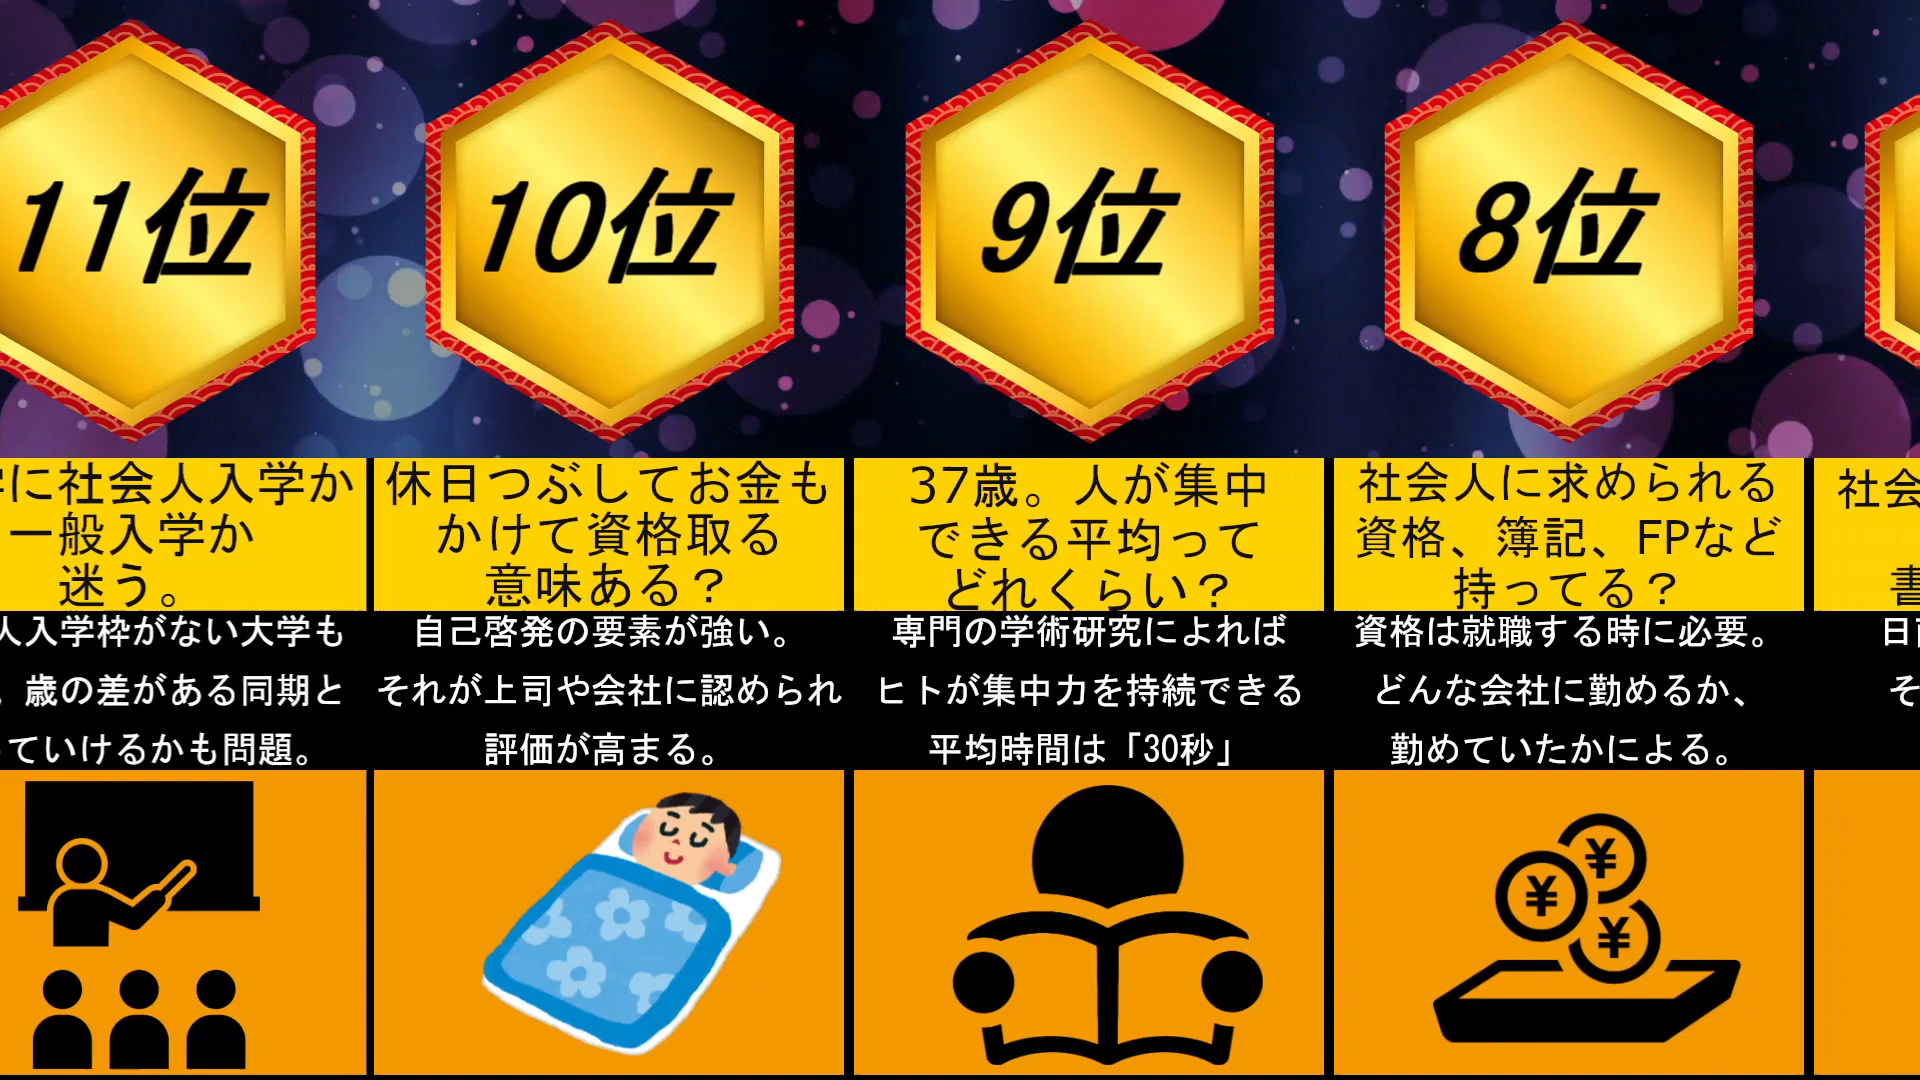 11位
に社会人入学か
一般入学か
迷う。
人入学枠がない大学も
。歳の差がある同期と
っていけるかも問題。
10位
休日つぶしてお金も
かけて資格取る
意味ある？
自己啓発の要素が強い。
それが上司や会社に認められ
評価が高まる。
9位
37歳。人が集中
できる平均って
どれくらい？
専門の学術研究によれば
ヒトが集中力を持続できる
平均時間は「30秒」
8位
社会人に求められる
資格、簿記、FPなど
持ってる？
資格は就職する時に必要。
どんな会社に勤めるか、
勤めていたかによる。
¥
¥
¥
社会
書
日
そ